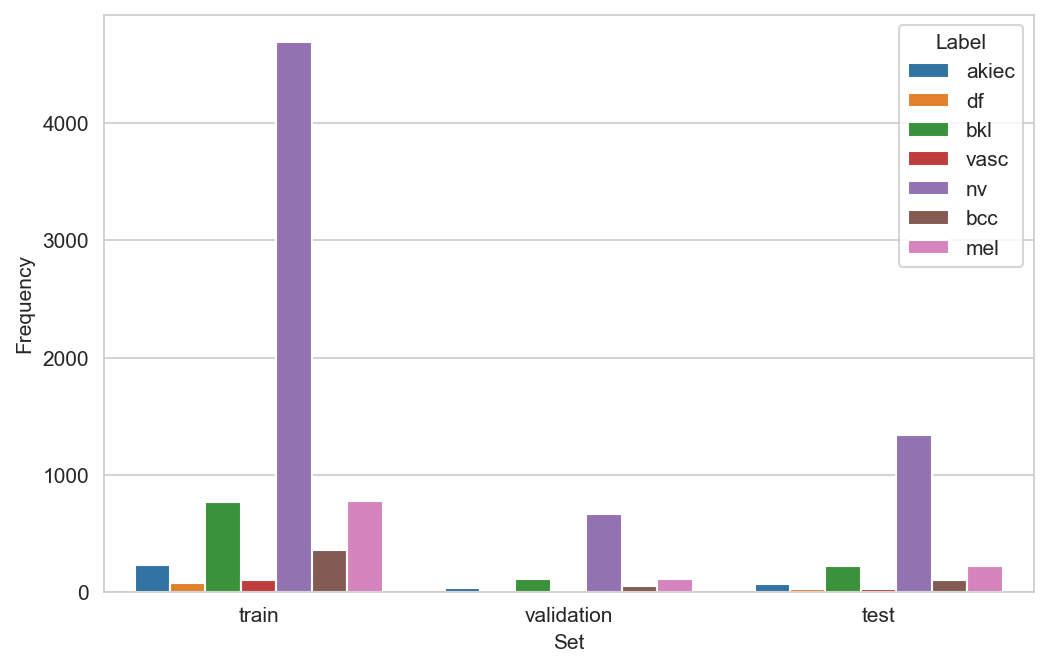 Label
akiec
df
bkl
vasc
nv
bcc
mel
Frequency
4000
3000
2000
1000
0
train validation test
Set